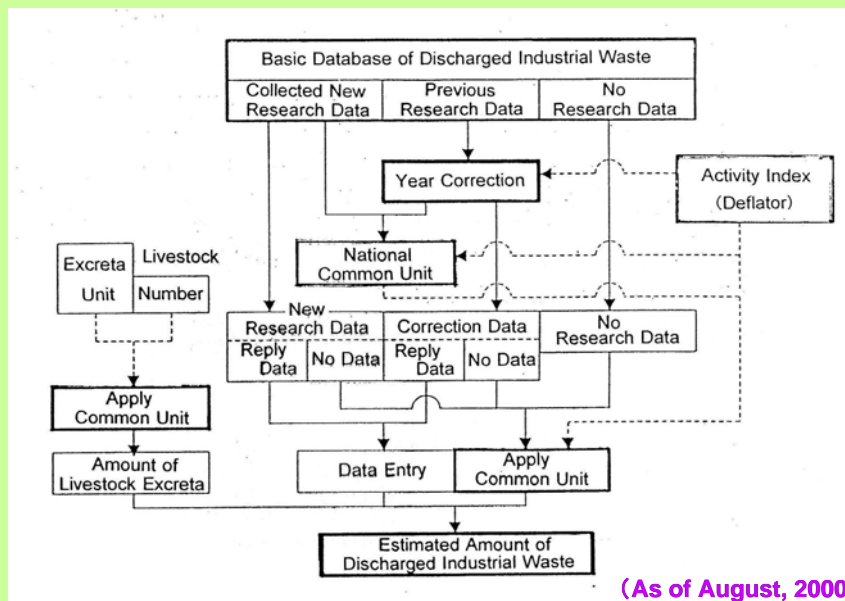 Basic Database of Discharged Industrial Waste
Collected New
Research Data
Previous
Research Data
No
Research Data
Year Correction
Activity Index
(Deflator)
National
Common Unit
Excreta
Unit
Livestock
Number
New
Research Data
Correction Data
No
Research Data
Reply
Data
No Data
Reply
Data
No Data
Apply
Common Unit
Amount of
Livestock Excreta
Data Entry
Apply
Common Unit
Estimated Amount of
Discharged Industrial Waste
(As of August, 2000